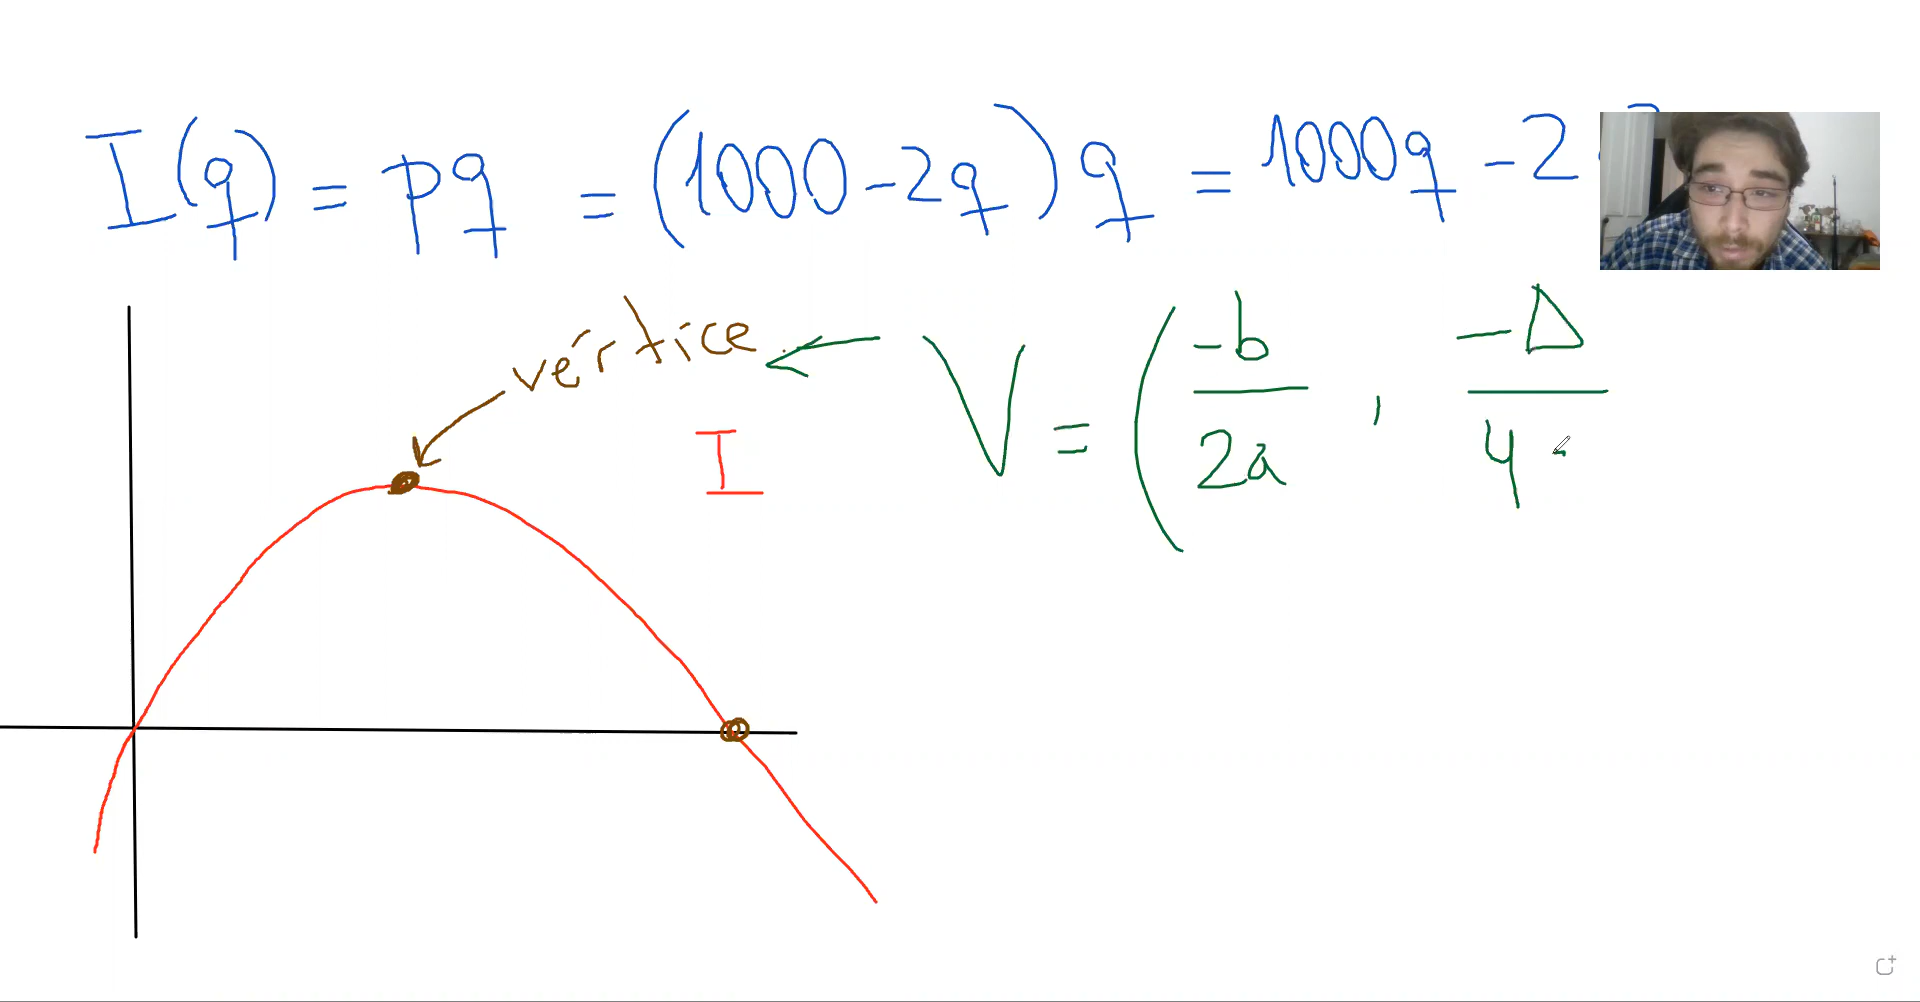 I(q) = pq = (1000-2q)q = 1000q -2
vértice ← V = (-b/2a , -Δ/4
I